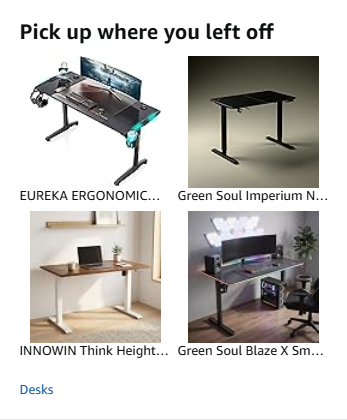 Pick up where you left off
EUREKA ERGONOMIC...
Green Soul Imperium N...
INNOWIN Think Height...
Green Soul Blaze X Sm...
Desks